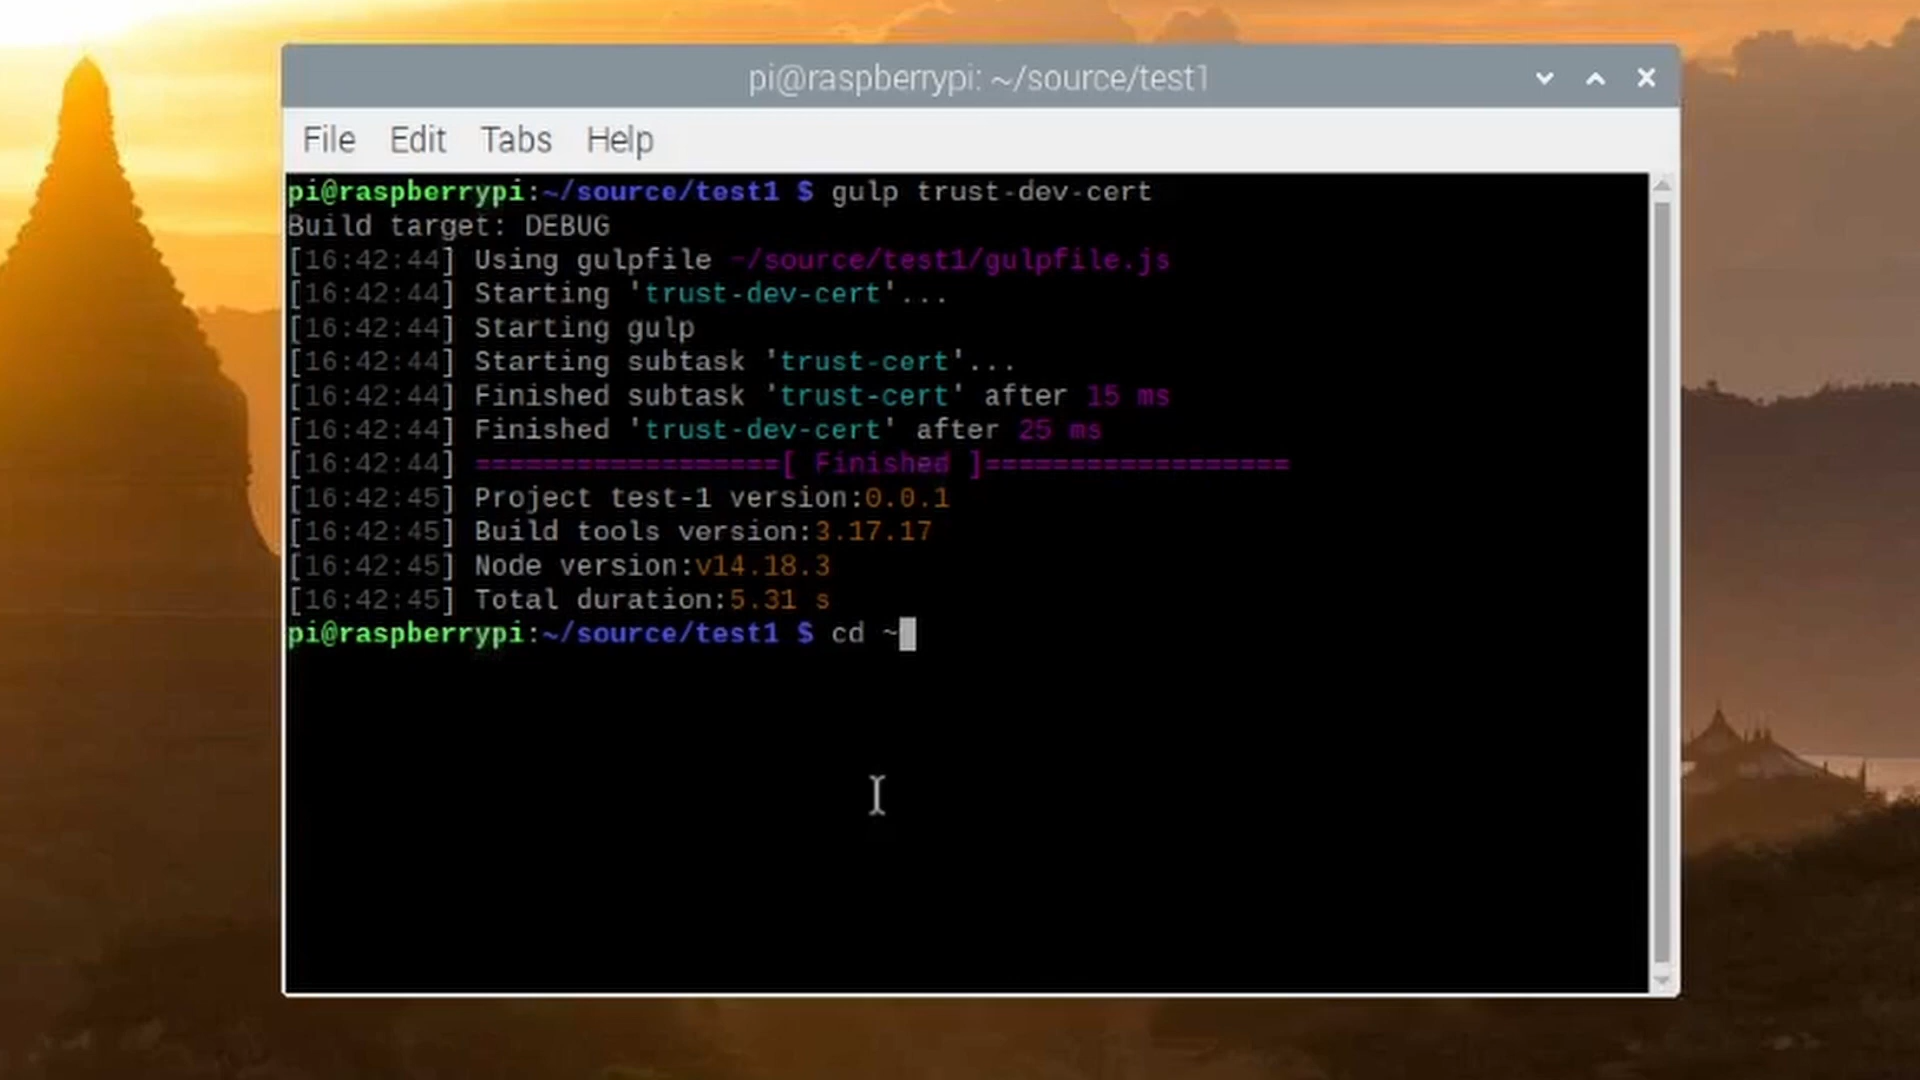 pi@raspberrypi: ~/source/test1
File Edit Tabs Help
pi@raspberrypi:~/source/test1 $ gulp trust-dev-cert
Build target: DEBUG
[16:42:44] Using gulpfile ~/source/test1/gulpfile.js
[16:42:44] Starting 'trust-dev-cert'...
[16:42:44] Starting gulp
[16:42:44] Starting subtask 'trust-cert'...
[16:42:44] Finished subtask 'trust-cert' after 15 ms
[16:42:44] Finished 'trust-dev-cert' after 25 ms
[16:42:44] ==================[ Finished ]==================
[16:42:45] Project test-1 version:0.0.1
[16:42:45] Build tools version:3.17.17
[16:42:45] Node version:v14.18.3
[16:42:45] Total duration:5.31 s
pi@raspberrypi:~/source/test1 $ cd ~